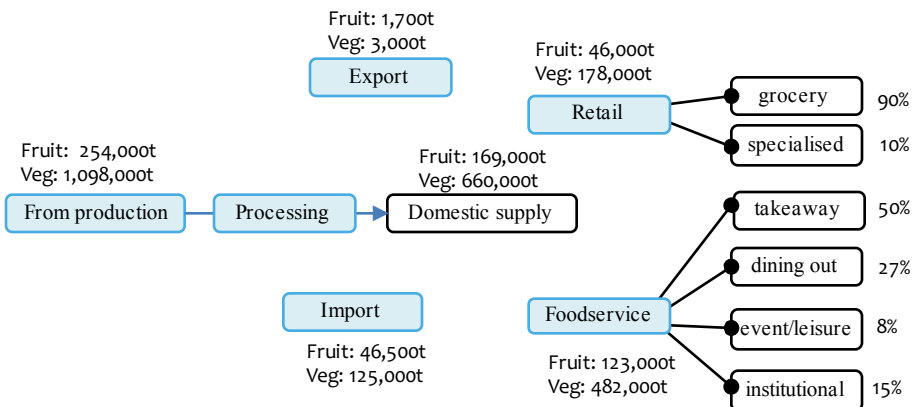 Fruit: 1,700t
Veg: 3,000t
Export
Fruit: 46,000t
Veg: 178,000t
Retail
grocery
90%
specialised
10%
Fruit: 254,000t
Veg: 1,098,000t
From production
Processing
Fruit: 169,000t
Veg: 660,000t
Domestic supply
takeaway
50%
dining out
27%
Import
Fruit: 46,500t
Veg: 125,000t
Foodservice
Fruit: 123,000t
Veg: 482,000t
event/leisure
8%
institutional
15%